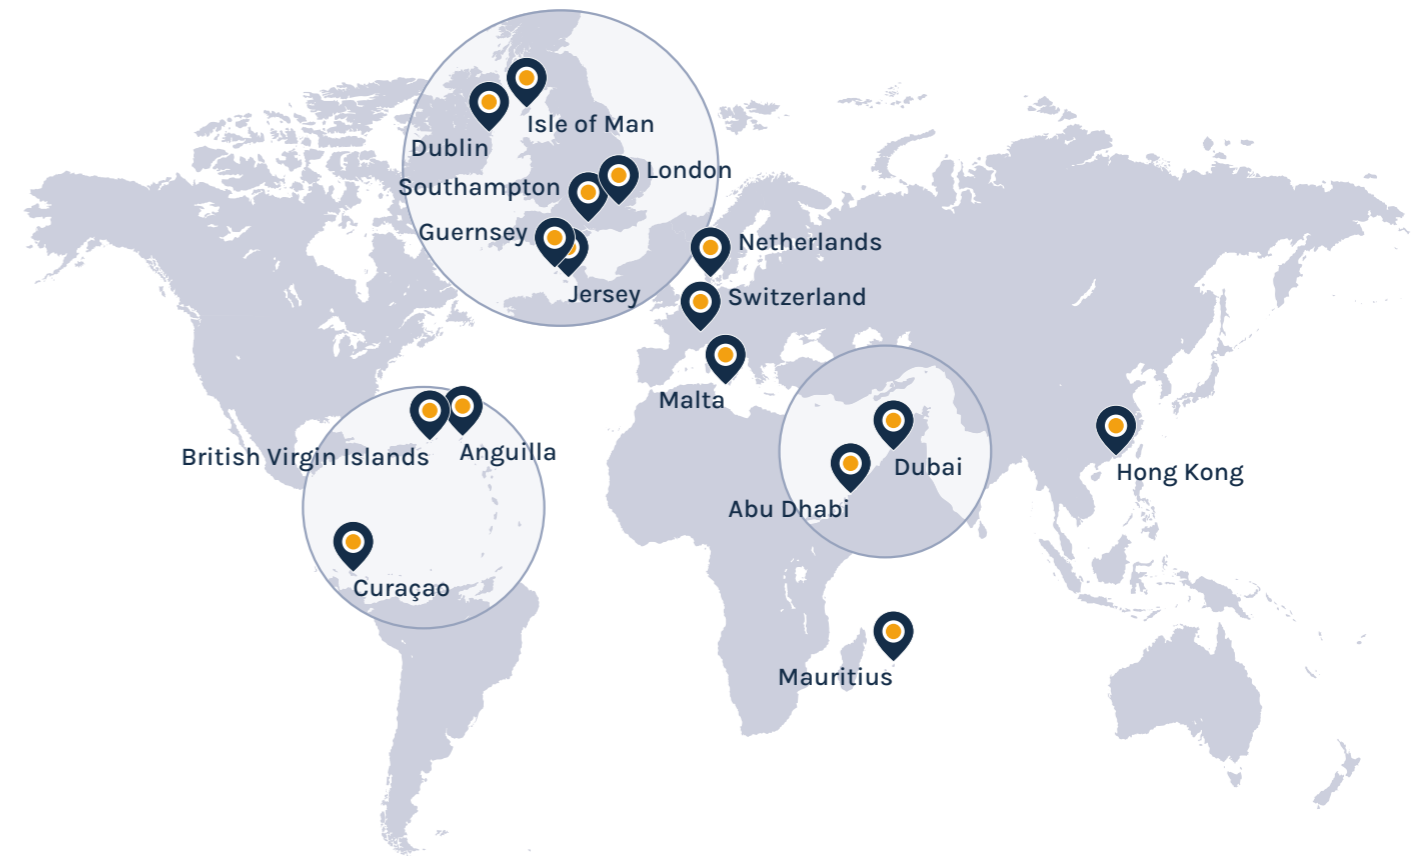 Isle of Man
Dublin
London
Southampton
Guernsey
Netherlands
Jersey
Switzerland
Malta
British Virgin Islands
Anguilla
Dubai
Hong Kong
Abu Dhabi
Curaçao
Mauritius